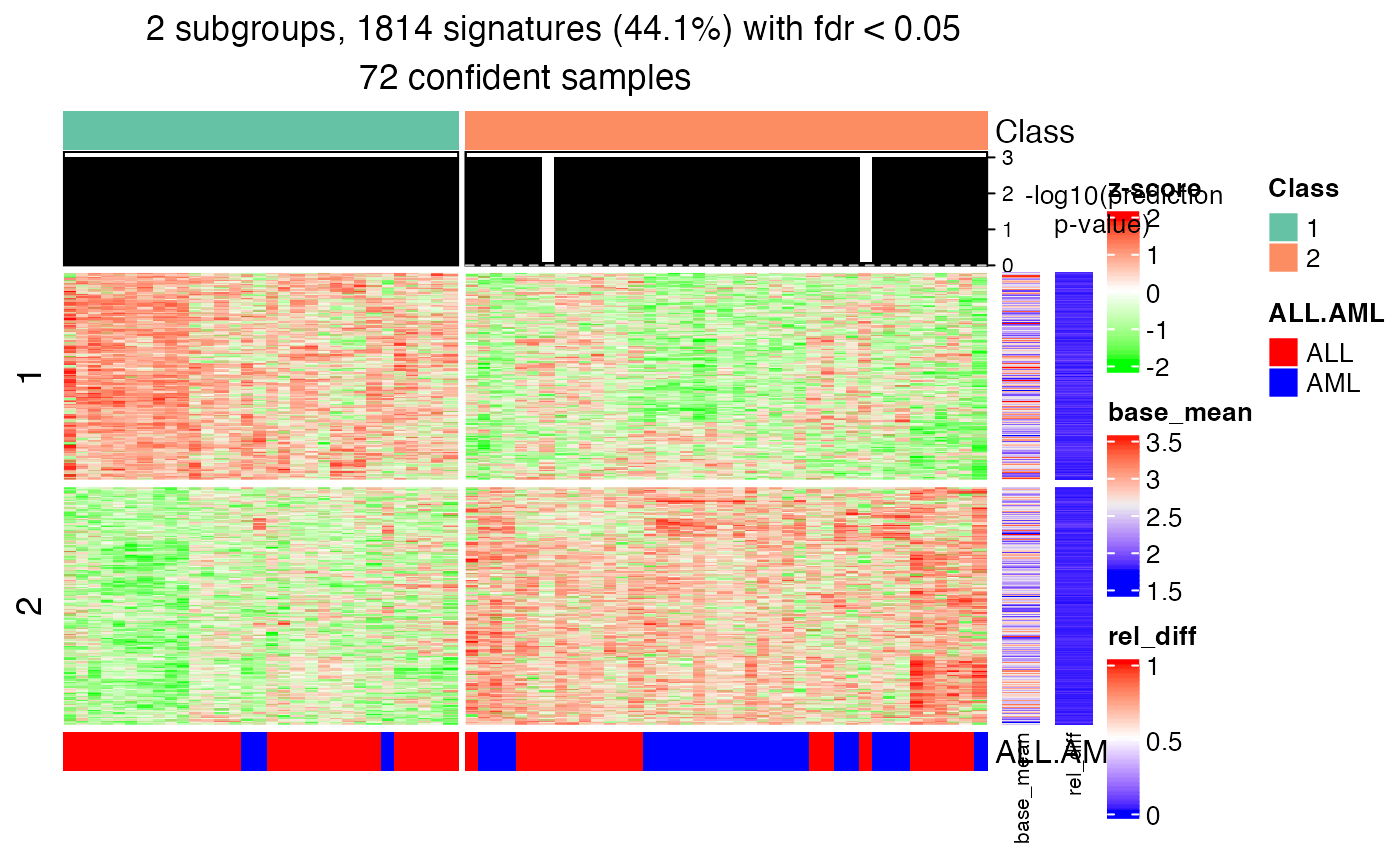 2 subgroups, 1814 signatures (44.1%) with fdr < 0.05
72 confident samples
Class
3
2
1
0
-log10(prediction
p-value)
1
2
ALL.AML
base_mean
rel_diff
z-score
2
1
0
-1
-2
base_mean
3.5
3
2.5
2
1.5
rel_diff
1
0.5
0
Class
1
2
ALL.AML
ALL
AML